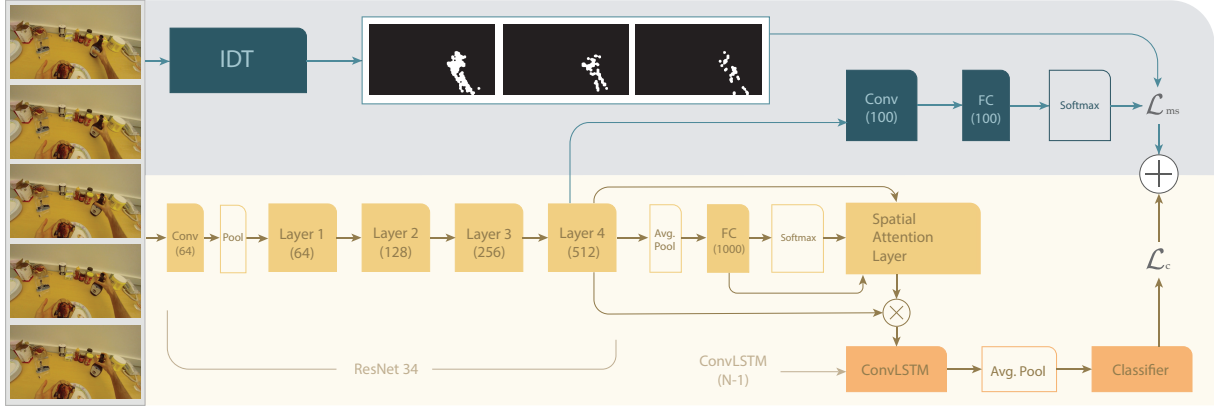 IDT
Conv
(100)
FC
(100)
Softmax
ℒms
Conv
(64)
Pool
Layer 1
(64)
Layer 2
(128)
Layer 3
(256)
Layer 4
(512)
Avg.
Pool
FC
(1000)
Softmax
Spatial
Attention
Layer
ℒc
ResNet 34
ConvLSTM
(N-1)
ConvLSTM
Avg. Pool
Classifier